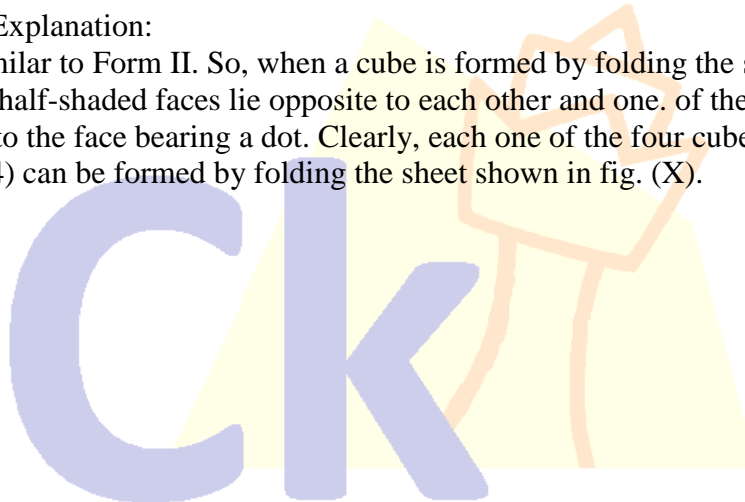 Explanation:
nilar to Form II. So, when a cube is formed by folding the s
half-shaded faces lie opposite to each other and one. of the
to the face bearing a dot. Clearly, each one of the four cube
4) can be formed by folding the sheet shown in fig. (X).
Ck